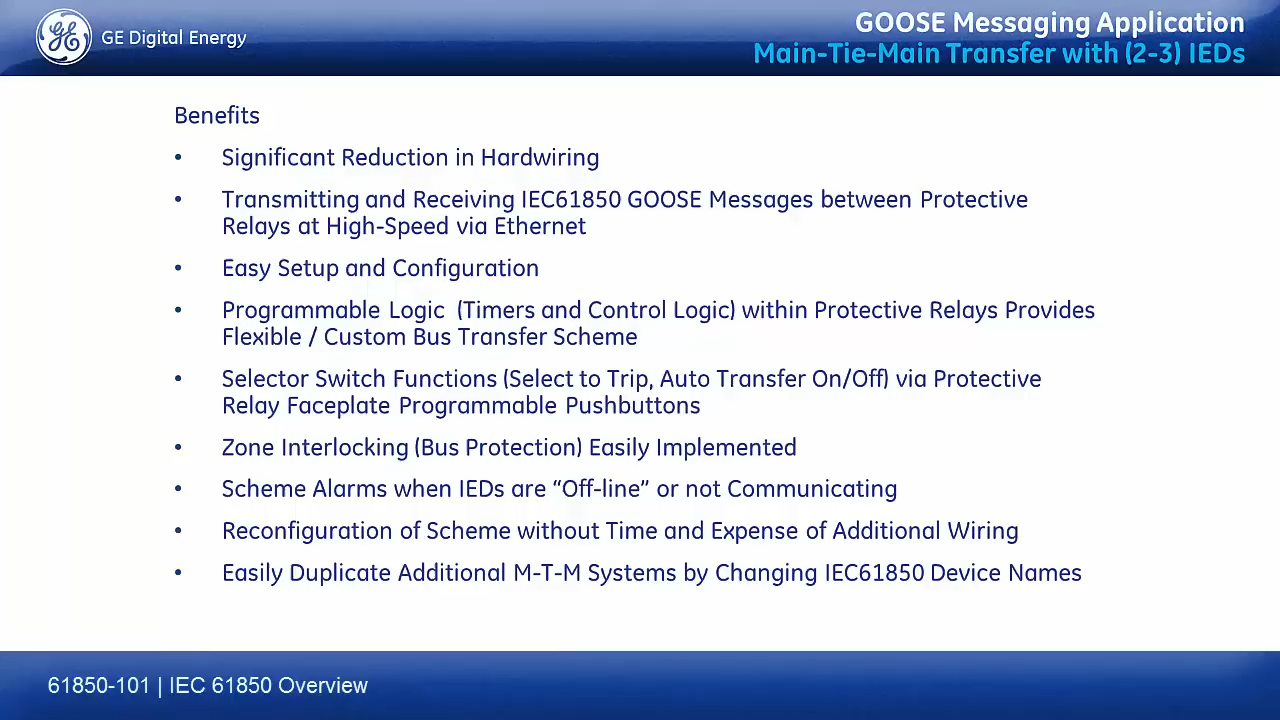 GE Digital Energy
GOOSE Messaging Application
Main-Tie-Main Transfer with (2-3) IEDs
Benefits
• Significant Reduction in Hardwiring
• Transmitting and Receiving IEC61850 GOOSE Messages between Protective
Relays at High-Speed via Ethernet
• Easy Setup and Configuration
• Programmable Logic (Timers and Control Logic) within Protective Relays Provides
Flexible / Custom Bus Transfer Scheme
• Selector Switch Functions (Select to Trip, Auto Transfer On/Off) via Protective
Relay Faceplate Programmable Pushbuttons
• Zone Interlocking (Bus Protection) Easily Implemented
• Scheme Alarms when IEDs are “Off-line” or not Communicating
• Reconfiguration of Scheme without Time and Expense of Additional Wiring
• Easily Duplicate Additional M-T-M Systems by Changing IEC61850 Device Names
61850-101 | IEC 61850 Overview